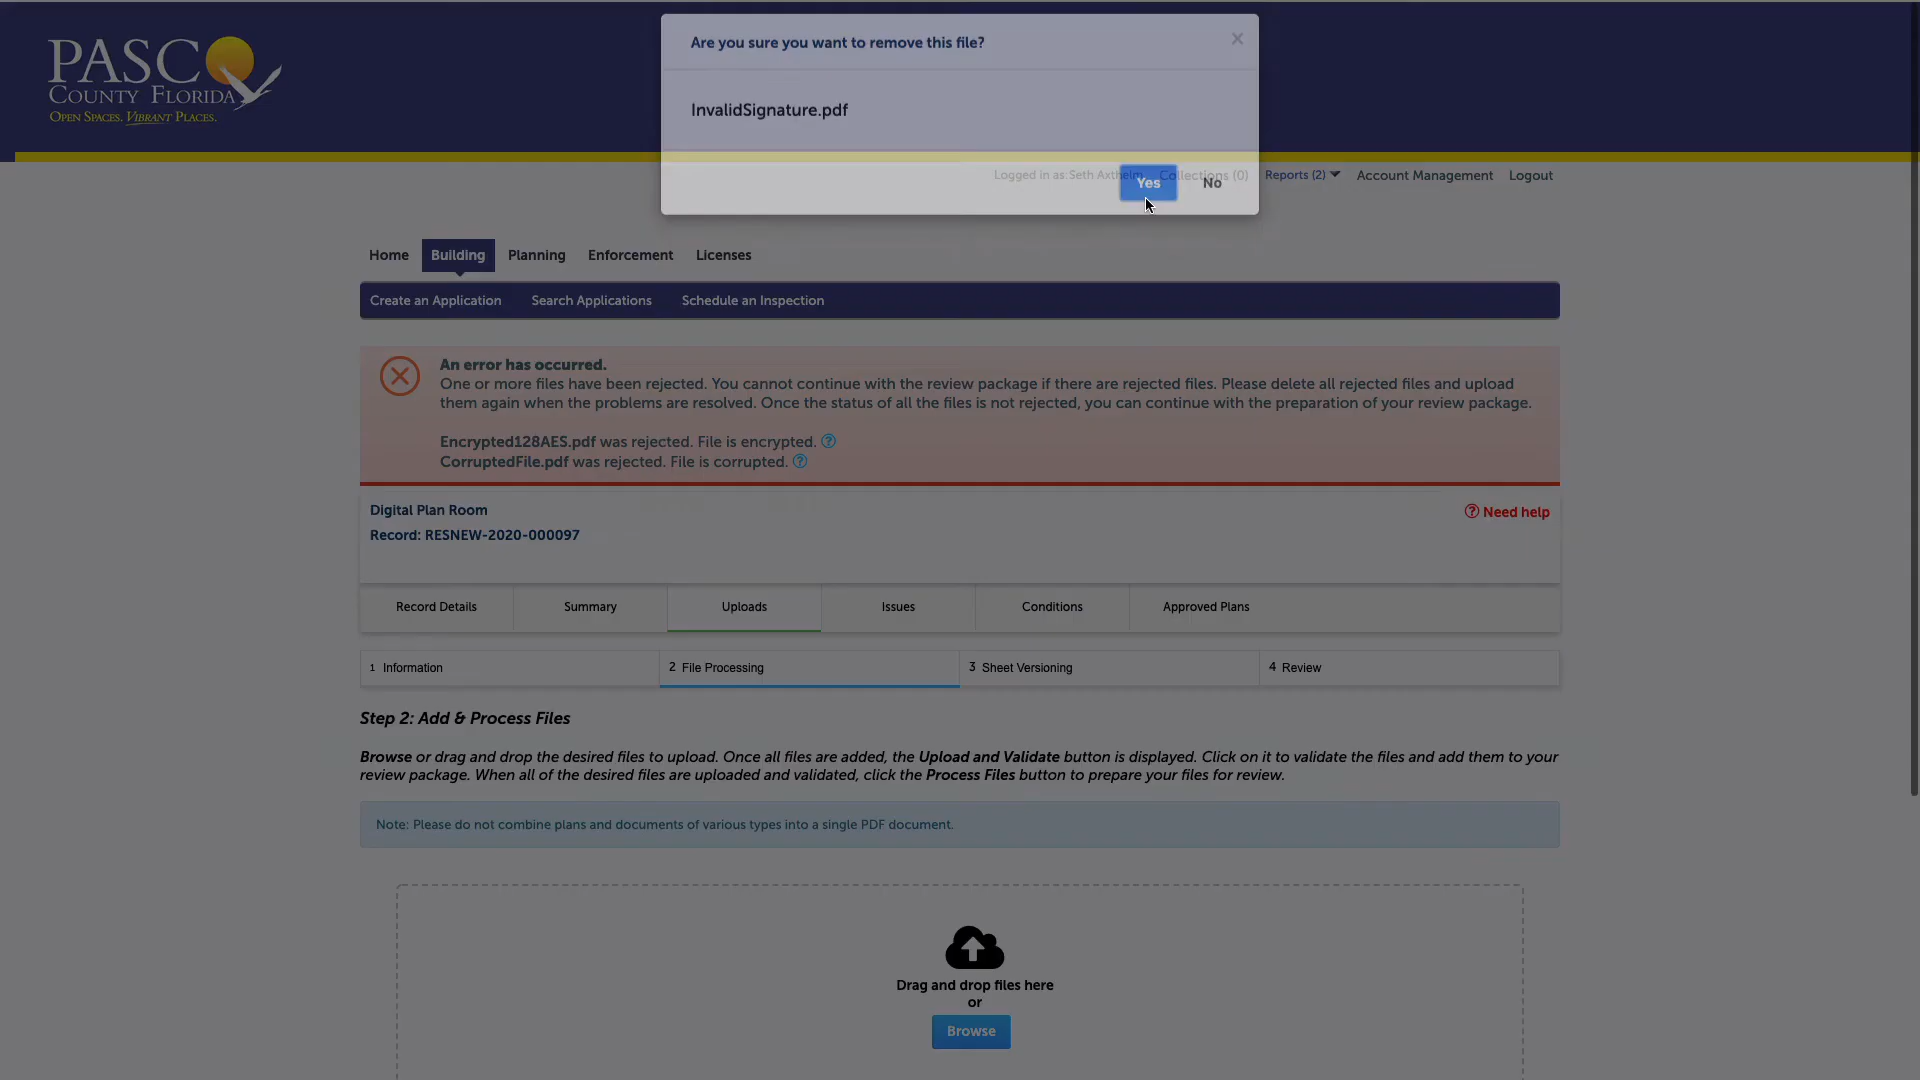 Are you sure you want to remove this file?
×
InvalidSignature.pdf
Yes
No
PASCO
COUNTY FLORIDA
OPEN SPACES. VIBRANT PLACES.
Logged in as:Seth Axthelm
Collections (0)
Reports (2)
Account Management
Logout
Home
Building
Planning
Enforcement
Licenses
Create an Application
Search Applications
Schedule an Inspection
An error has occurred.
One or more files have been rejected. You cannot continue with the review package if there are rejected files. Please delete all rejected files and upload
them again when the problems are resolved. Once the status of all the files is not rejected, you can continue with the preparation of your review package.
Encrypted128AES.pdf was rejected. File is encrypted. ?
CorruptedFile.pdf was rejected. File is corrupted. ?
Digital Plan Room
? Need help
Record: RESNEW-2020-000097
Record Details
Summary
Uploads
Issues
Conditions
Approved Plans
1 Information
2 File Processing
3 Sheet Versioning
4 Review
Step 2: Add & Process Files
Browse or drag and drop the desired files to upload. Once all files are added, the Upload and Validate button is displayed. Click on it to validate the files and add them to your
review package. When all of the desired files are uploaded and validated, click the Process Files button to prepare your files for review.
Note: Please do not combine plans and documents of various types into a single PDF document.
Drag and drop files here
or
Browse